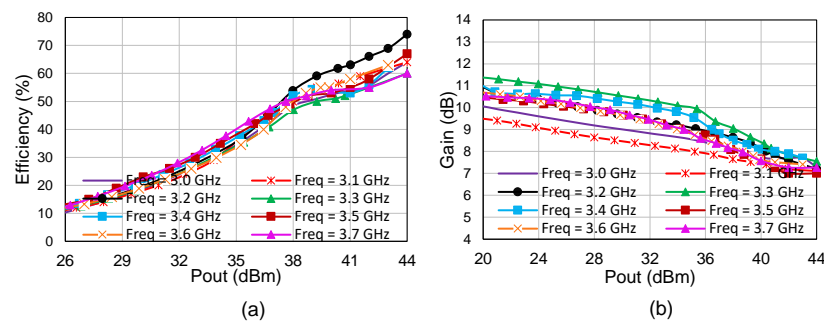 80
70
60
50
40
30
20
10
0
Efficiency (%)
Freq = 3.0 GHz
Freq = 3.1 GHz
Freq = 3.2 GHz
Freq = 3.3 GHz
Freq = 3.4 GHz
Freq = 3.5 GHz
Freq = 3.6 GHz
Freq = 3.7 GHz
26 29 32 35 38 41 44
Pout (dBm)
(a)
14
13
12
11
10
9
8
7
6
5
4
Gain (dB)
Freq = 3.0 GHz
Freq = 3.1 GHz
Freq = 3.2 GHz
Freq = 3.3 GHz
Freq = 3.4 GHz
Freq = 3.5 GHz
Freq = 3.6 GHz
Freq = 3.7 GHz
20 24 28 32 36 40 44
Pout (dBm)
(b)